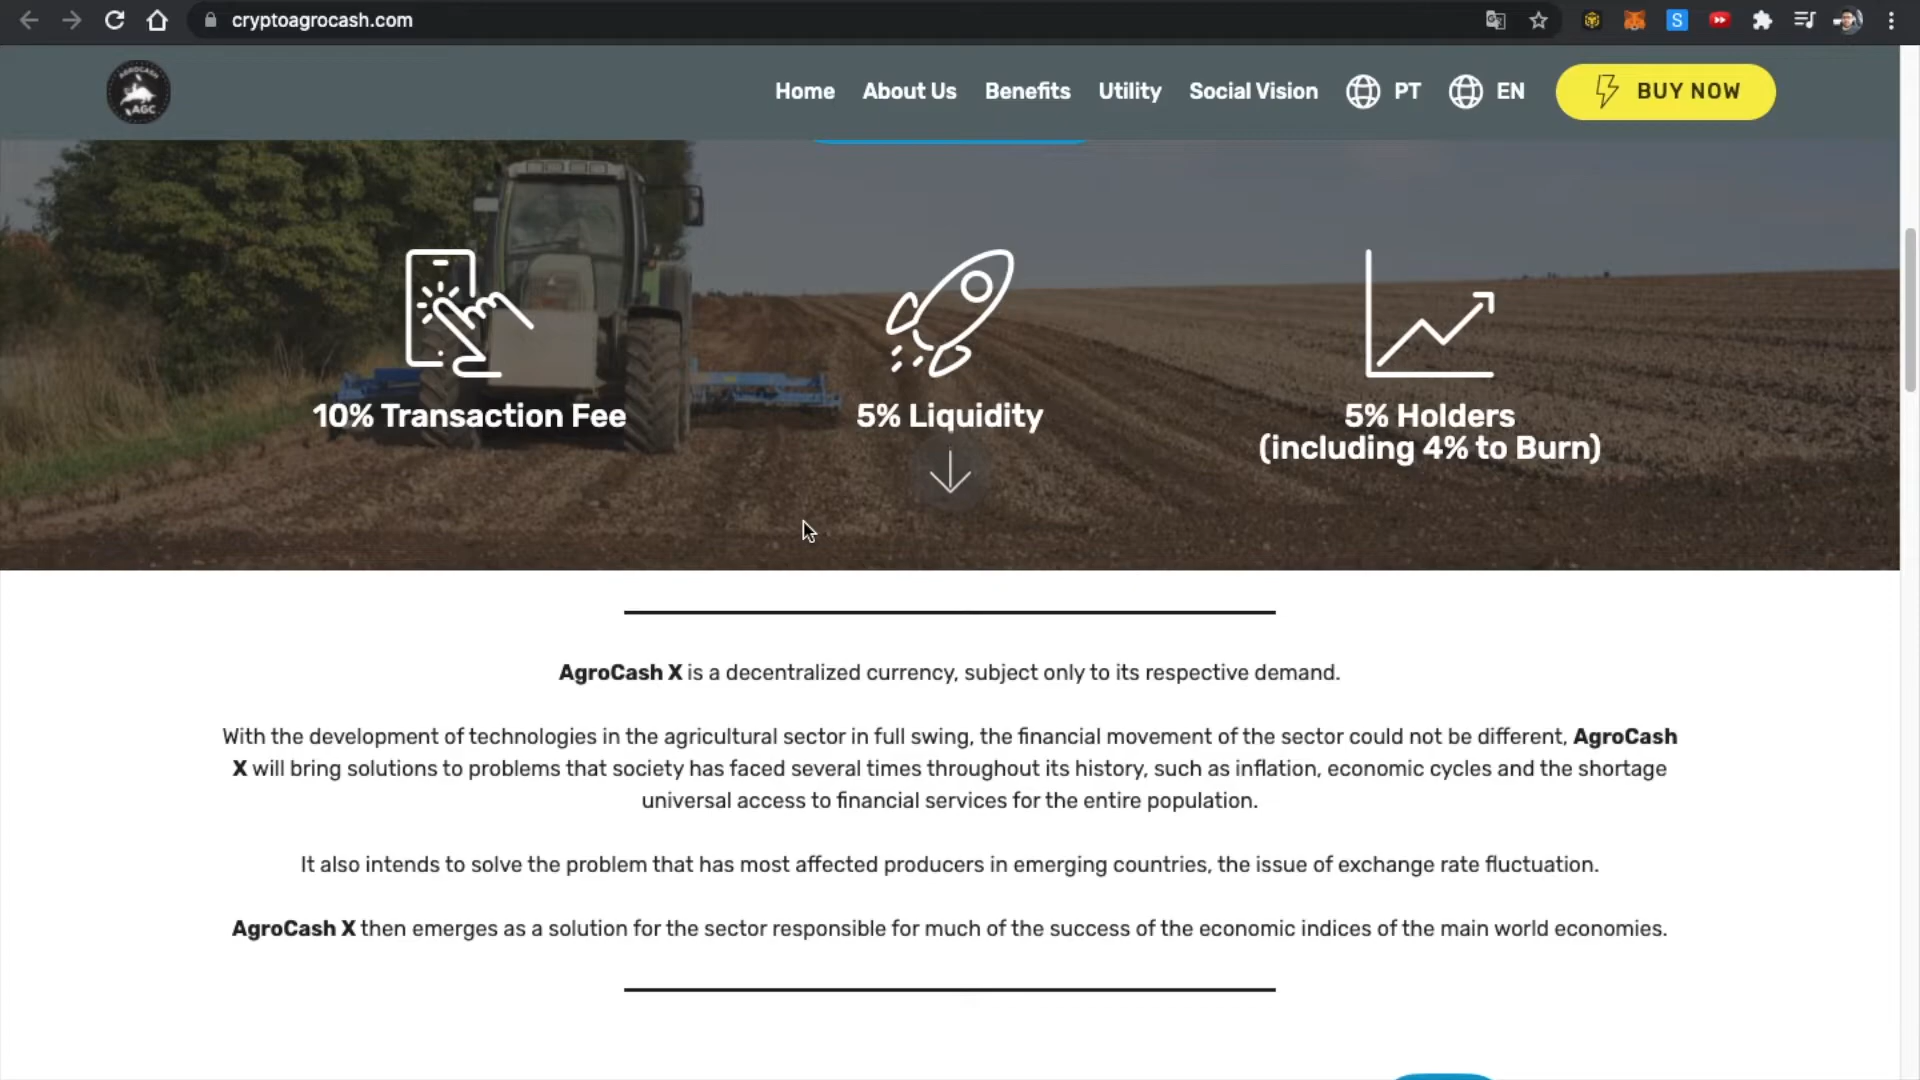 cryptoagrocash.com
AGROCASH
AGC
Home About Us Benefits Utility Social Vision PT EN BUY NOW
10% Transaction Fee
5% Liquidity
5% Holders
(including 4% to Burn)
AgroCash X is a decentralized currency, subject only to its respective demand.
With the development of technologies in the agricultural sector in full swing, the financial movement of the sector could not be different, AgroCash
X will bring solutions to problems that society has faced several times throughout its history, such as inflation, economic cycles and the shortage
universal access to financial services for the entire population.
It also intends to solve the problem that has most affected producers in emerging countries, the issue of exchange rate fluctuation.
AgroCash X then emerges as a solution for the sector responsible for much of the success of the economic indices of the main world economies.